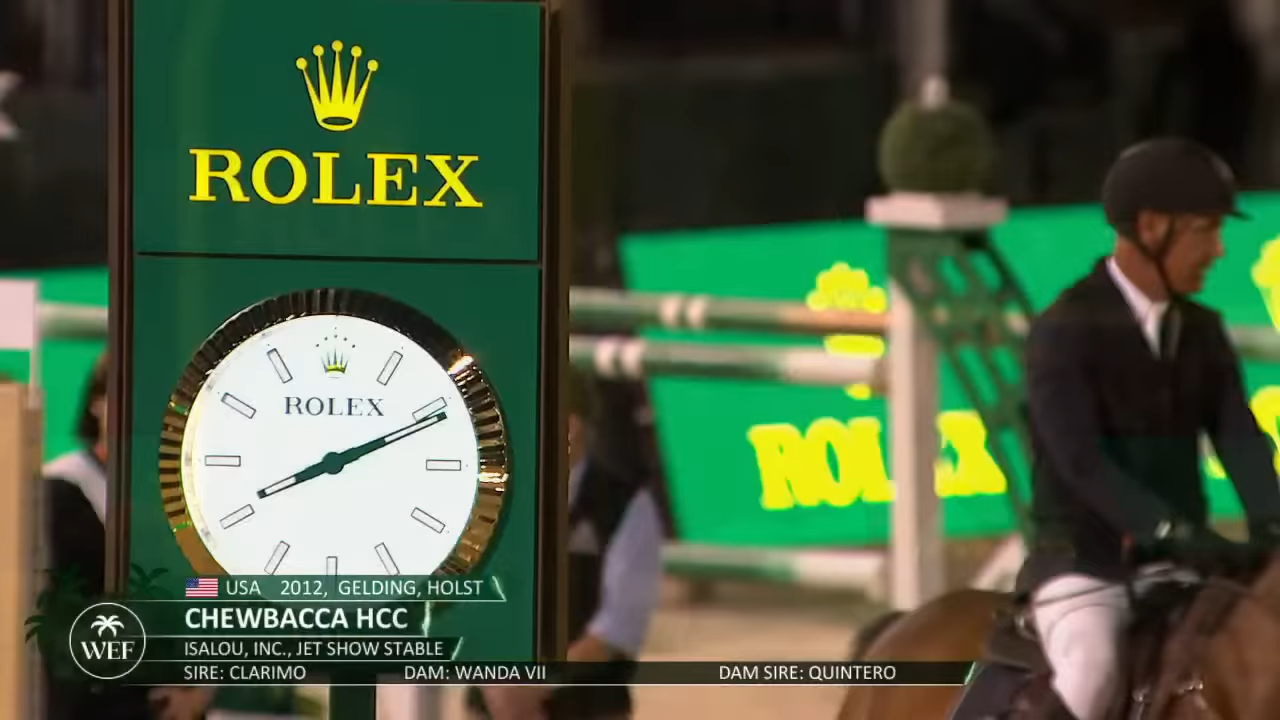 ROLEX
ROLEX
ROLEX
USA 2012, GELDING, HOLST
CHEWBACCA HCC
WEF
ISALOU, INC., JET SHOW STABLE
SIRE: CLARIMO DAM: WANDA VII DAM SIRE: QUINTERO